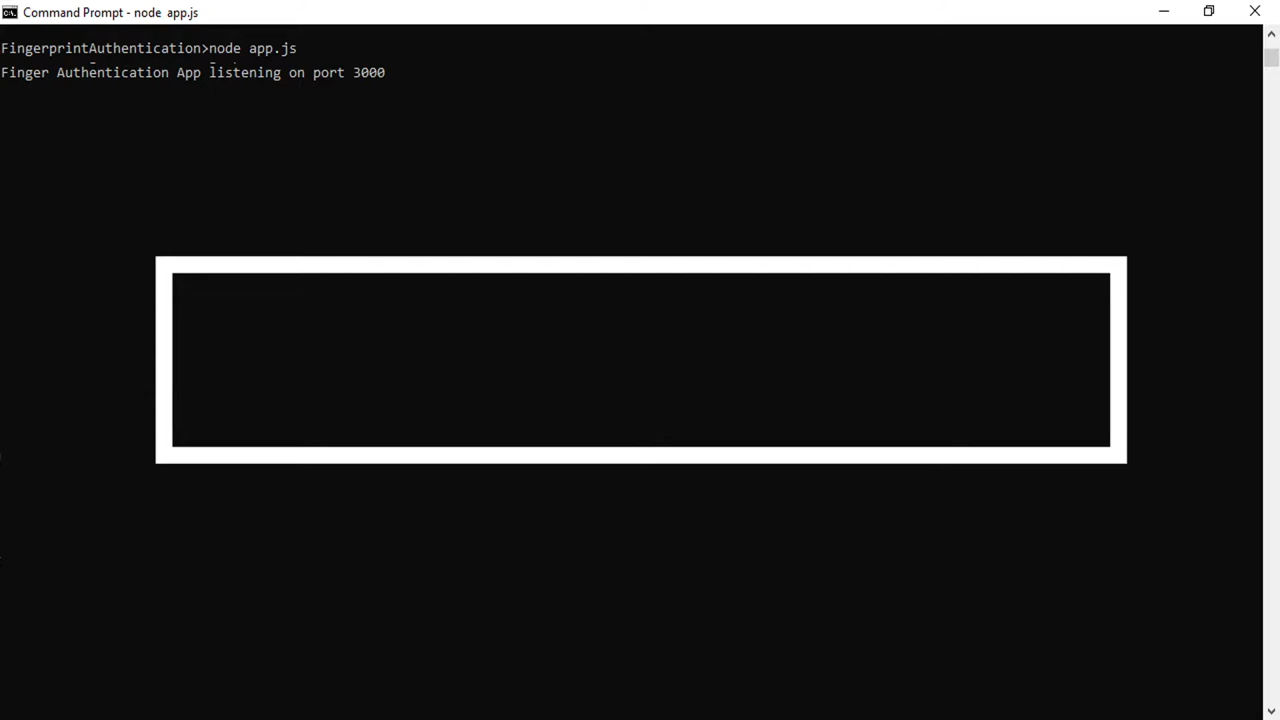 Command Prompt - node  app.js
FingerprintAuthentication>node app.js
Finger Authentication App listening on port 3000